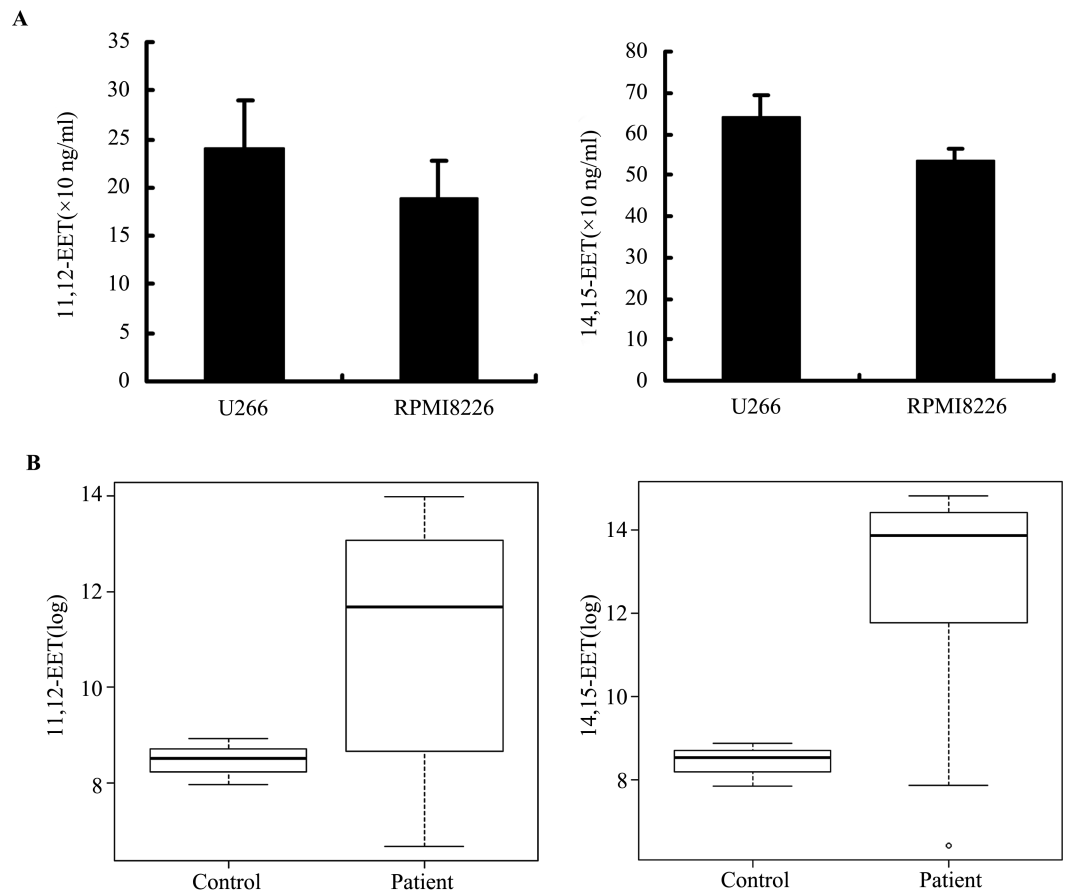 A
11,12-EET(×10 ng/ml)
35
30
25
20
15
10
5
0
U266
RPMI8226
14,15-EET(×10 ng/ml)
80
70
60
50
40
30
20
10
0
U266
RPMI8226
B
11,12-EET(log)
14
12
10
8
Control
Patient
14,15-EET(log)
14
12
10
8
Control
Patient